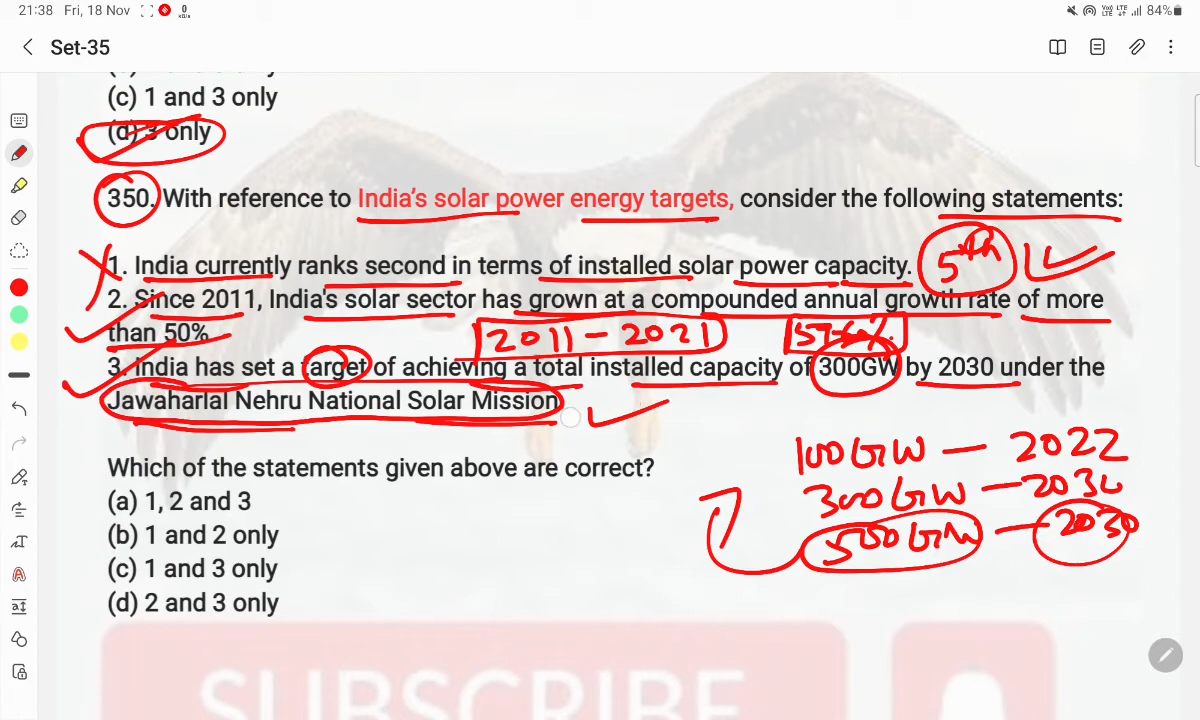 21:38 Fri, 18 Nov 84%
Set-35
(c) 1 and 3 only
(d) 3 only
350. With reference to India's solar power energy targets, consider the following statements:
1. India currently ranks second in terms of installed solar power capacity. 5th
2. Since 2011, India's solar sector has grown at a compounded annual growth rate of more
than 50%. 2011 - 2021
3. India has set a target of achieving a total installed capacity of 300GW by 2030 under the
Jawaharlal Nehru National Solar Mission
100 GW — 2022
300 GW — 2030
500 GW — 2030
Which of the statements given above are correct?
(a) 1, 2 and 3
(b) 1 and 2 only
(c) 1 and 3 only
(d) 2 and 3 only
SUBSCRIBE